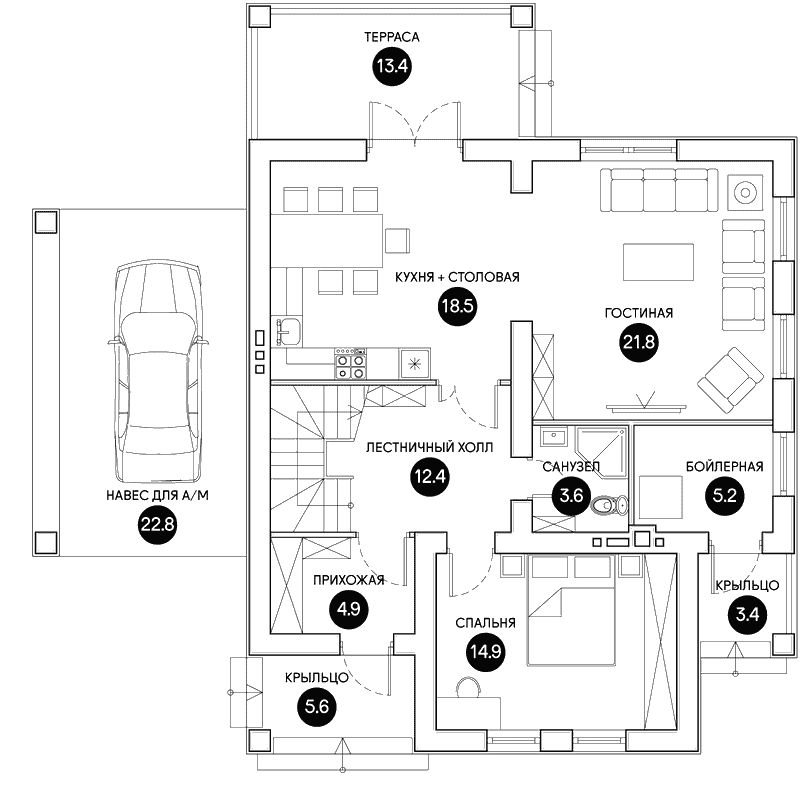 ТЕРРАСА
13.4
КУХНЯ + СТОЛОВАЯ
18.5
ГОСТИНАЯ
21.8
ЛЕСТНИЧНЫЙ ХОЛЛ
12.4
САНУЗЕЛ
3.6
БОЙЛЕРНАЯ
5.2
НАВЕС ДЛЯ А/М
22.8
ПРИХОЖАЯ
4.9
КРЫЛЬЦО
3.4
СПАЛЬНЯ
14.9
КРЫЛЬЦО
5.6